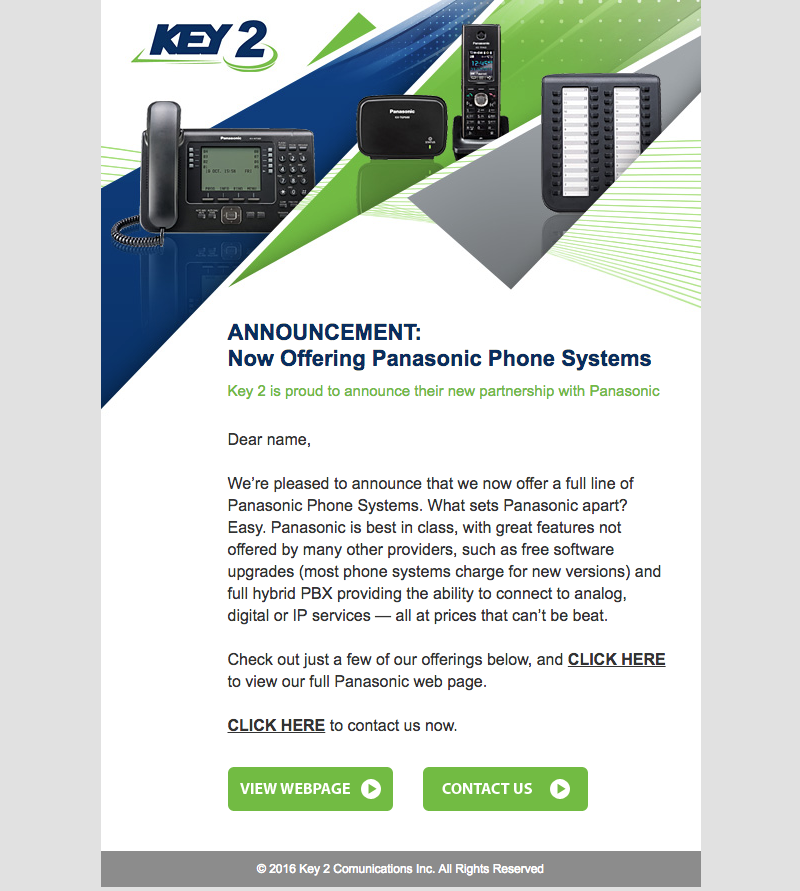 KEY 2
Panasonic
Panasonic
Panasonic
ANNOUNCEMENT:
Now Offering Panasonic Phone Systems
Key 2 is proud to announce their new partnership with Panasonic
Dear name,
We’re pleased to announce that we now offer a full line of
Panasonic Phone Systems. What sets Panasonic apart?
Easy. Panasonic is best in class, with great features not
offered by many other providers, such as free software
upgrades (most phone systems charge for new versions) and
full hybrid PBX providing the ability to connect to analog,
digital or IP services — all at prices that can’t be beat.
Check out just a few of our offerings below, and CLICK HERE
to view our full Panasonic web page.
CLICK HERE to contact us now.
VIEW WEBPAGE
CONTACT US
© 2016 Key 2 Comunications Inc. All Rights Reserved